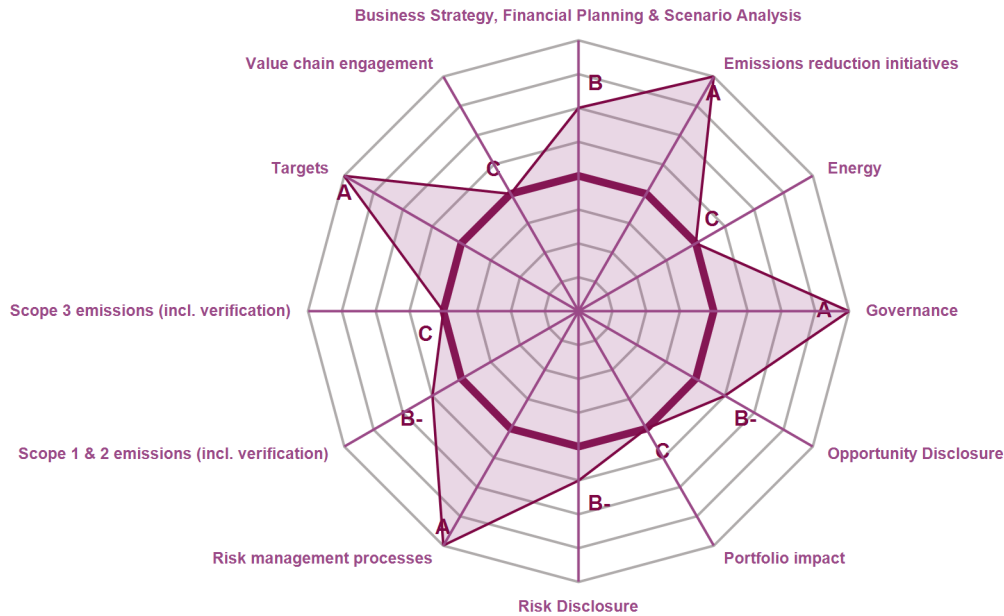 Business Strategy, Financial Planning & Scenario Analysis
Value chain engagement
Emissions reduction initiatives
B
A
Targets
C
Energy
A
C
Scope 3 emissions (incl. verification)
A
Governance
C
B-
B-
Scope 1 & 2 emissions (incl. verification)
C
Opportunity Disclosure
B-
A
Risk management processes
Portfolio impact
Risk Disclosure